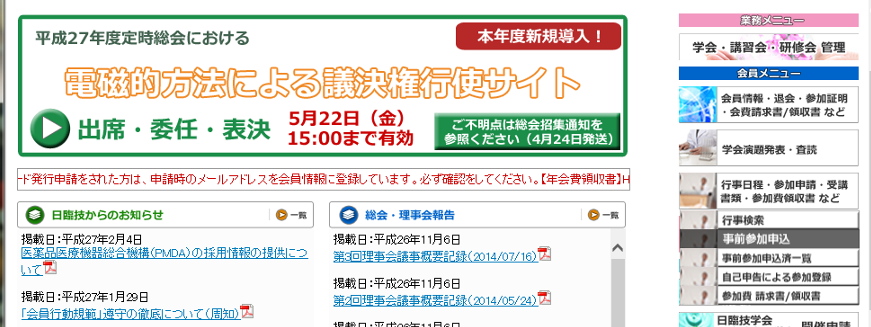 平成27年度定時総会における
本年度新規導入！
電磁的方法による議決権行使サイト
出席・委任・表決
5月22日（金）
15:00まで有効
ご不明点は総会招集通知を
参照ください（4月24日発送）
ード発行申請をされた方は、申請時のメールアドレスを会員情報に登録しています。必ず確認をしてください。【年会費領収書】H
日臨技からのお知らせ
一覧
掲載日：平成27年2月4日
医薬品医療機器総合機構（PMDA）の採用情報の提供につ
いて
掲載日：平成27年1月29日
「会員行動規範」遵守の徹底について（周知）
総会・理事会報告
一覧
掲載日：平成26年11月6日
第3回理事会議事概要記録（2014/07/16）
掲載日：平成26年11月6日
第2回理事会議事概要記録（2014/05/24）
業務メニュー
学会・講習会・研修会 管理
会員メニュー
会員情報・退会・参加証明
・会費請求書/領収書 など
学会演題発表・査読
行事日程・参加申請・受講
書類・参加費領収書 など
行事検索
事前参加申込
事前参加申込済一覧
自己申告による参加登録
参加費 請求書/領収書
日臨技学会
開催申請